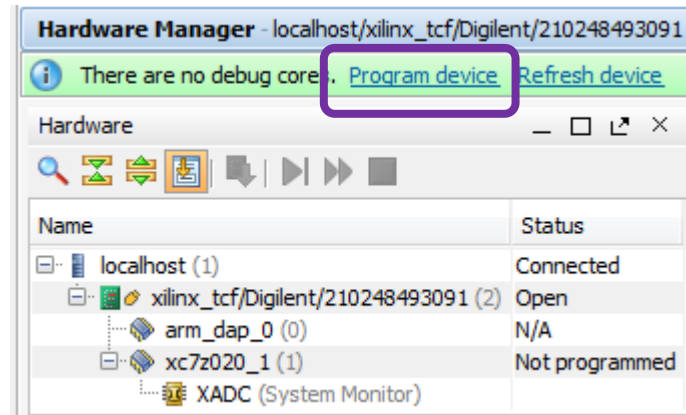 Hardware Manager - localhost/xilinx_tcf/Digilent/210248493091
There are no debug cores. Program device Refresh device
Hardware
Name Status
localhost (1) Connected
xilinx_tcf/Digilent/210248493091 (2) Open
arm_dap_0 (0) N/A
xc7z020_1 (1) Not programmed
XADC (System Monitor)